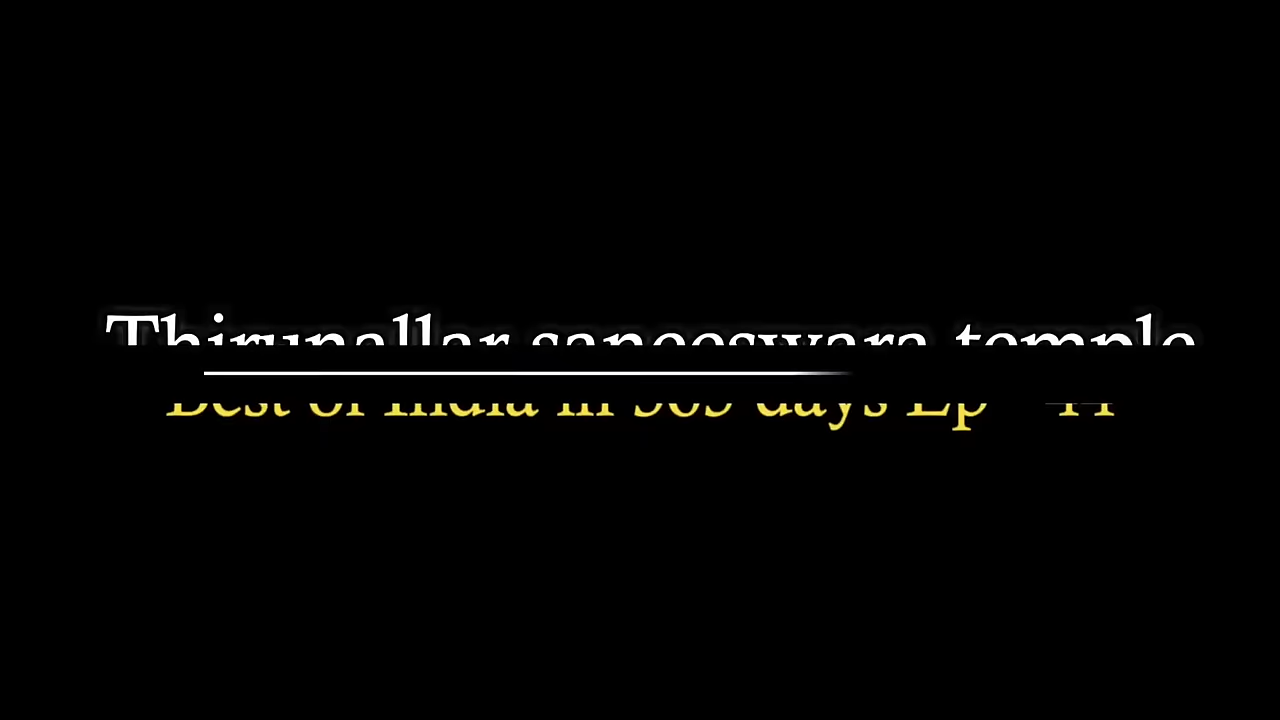 Thirunallar saneeswara temple
Best of India in 365 days Ep